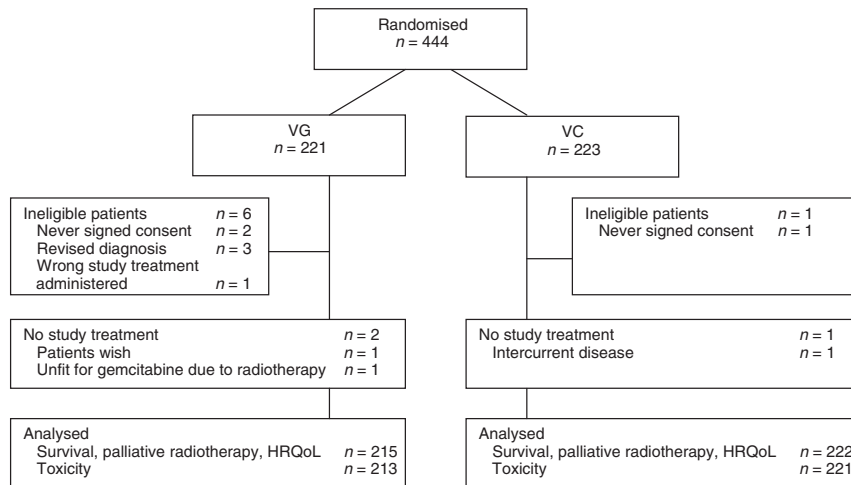 Randomised
n = 444
VG
n = 221
VC
n = 223
Ineligible patients n = 6
Never signed consent n = 2
Revised diagnosis n = 3
Wrong study treatment
administered n = 1
Ineligible patients n = 1
Never signed consent n = 1
No study treatment n = 2
Patients wish n = 1
Unfit for gemcitabine due to radiotherapy n = 1
No study treatment n = 1
Intercurrent disease n = 1
Analysed
Survival, palliative radiotherapy, HRQoL n = 215
Toxicity n = 213
Analysed
Survival, palliative radiotherapy, HRQoL n = 222
Toxicity n = 221